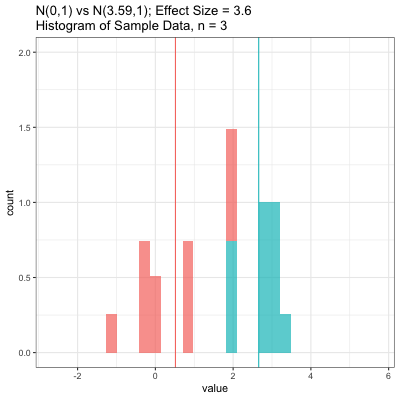 N(0,1) vs N(3.59,1); Effect Size = 3.6
Histogram of Sample Data, n = 3
2.0
1.5
1.0
0.5
0.0
count
-2 0 2 4 6
value